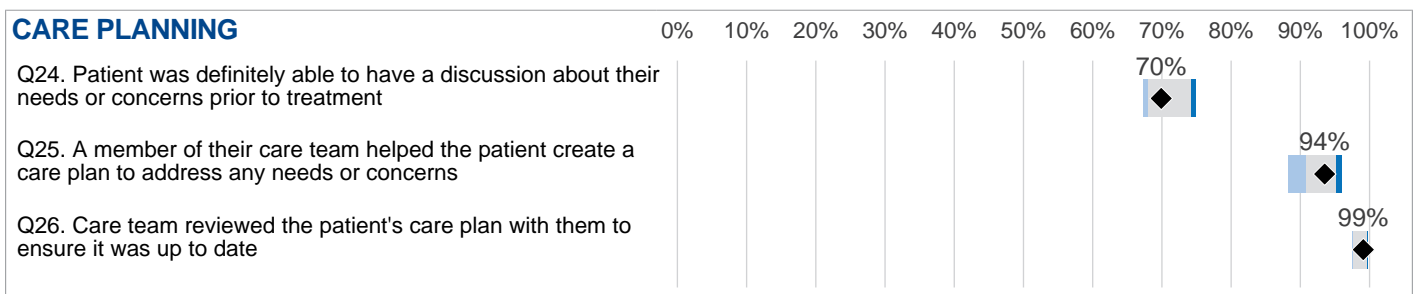 CARE PLANNING
0% 10% 20% 30% 40% 50% 60% 70% 80% 90% 100%
Q24. Patient was definitely able to have a discussion about their
needs or concerns prior to treatment
70%
Q25. A member of their care team helped the patient create a
care plan to address any needs or concerns
94%
Q26. Care team reviewed the patient's care plan with them to
ensure it was up to date
99%